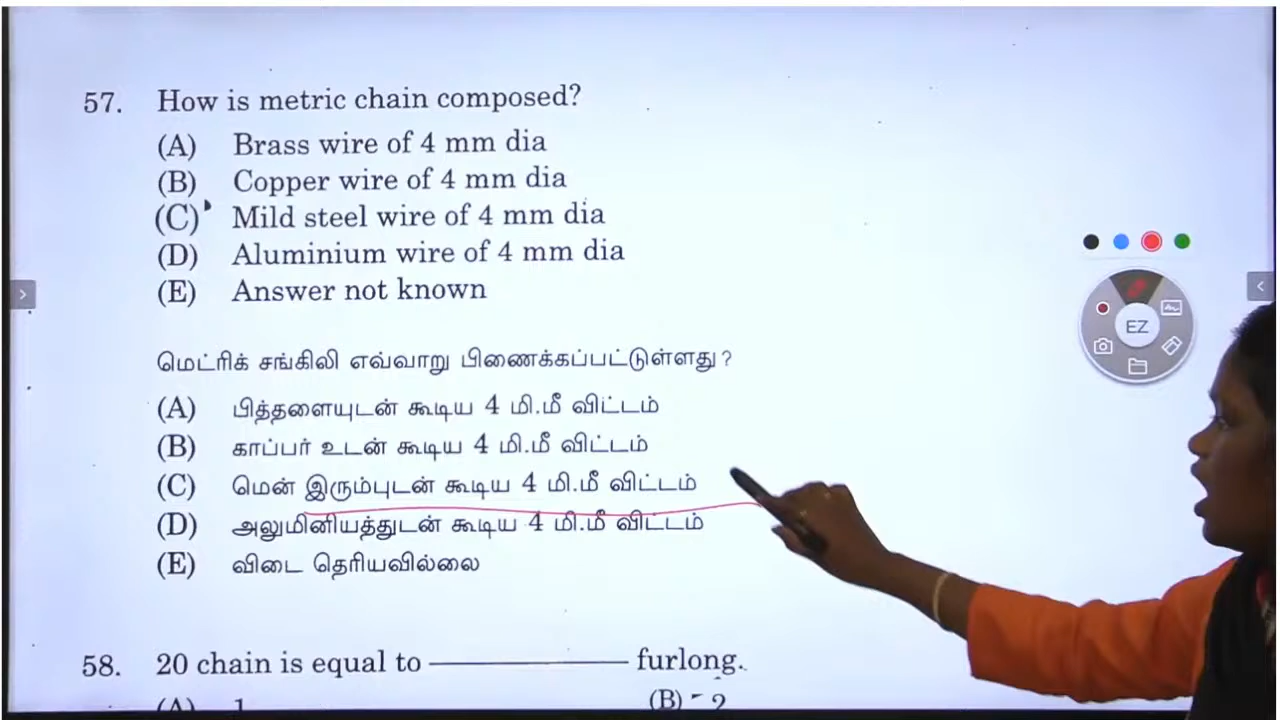 57. How is metric chain composed?
(A) Brass wire of 4 mm dia
(B) Copper wire of 4 mm dia
(C) Mild steel wire of 4 mm dia
(D) Aluminium wire of 4 mm dia
(E) Answer not known
மெட்ரிக் சங்கிலி எவ்வாறு பிணைக்கப்பட்டுள்ளது?
(A) பித்தளையுடன் கூடிய 4 மி.மீ விட்டம்
(B) காப்பர் உடன் கூடிய 4 மி.மீ விட்டம்
(C) மென் இரும்புடன் கூடிய 4 மி.மீ விட்டம்
(D) அலுமினியத்துடன் கூடிய 4 மி.மீ விட்டம்
(E) விடை தெரியவில்லை
58. 20 chain is equal to ———— furlong.
(A) 1 (B) 2
EZ